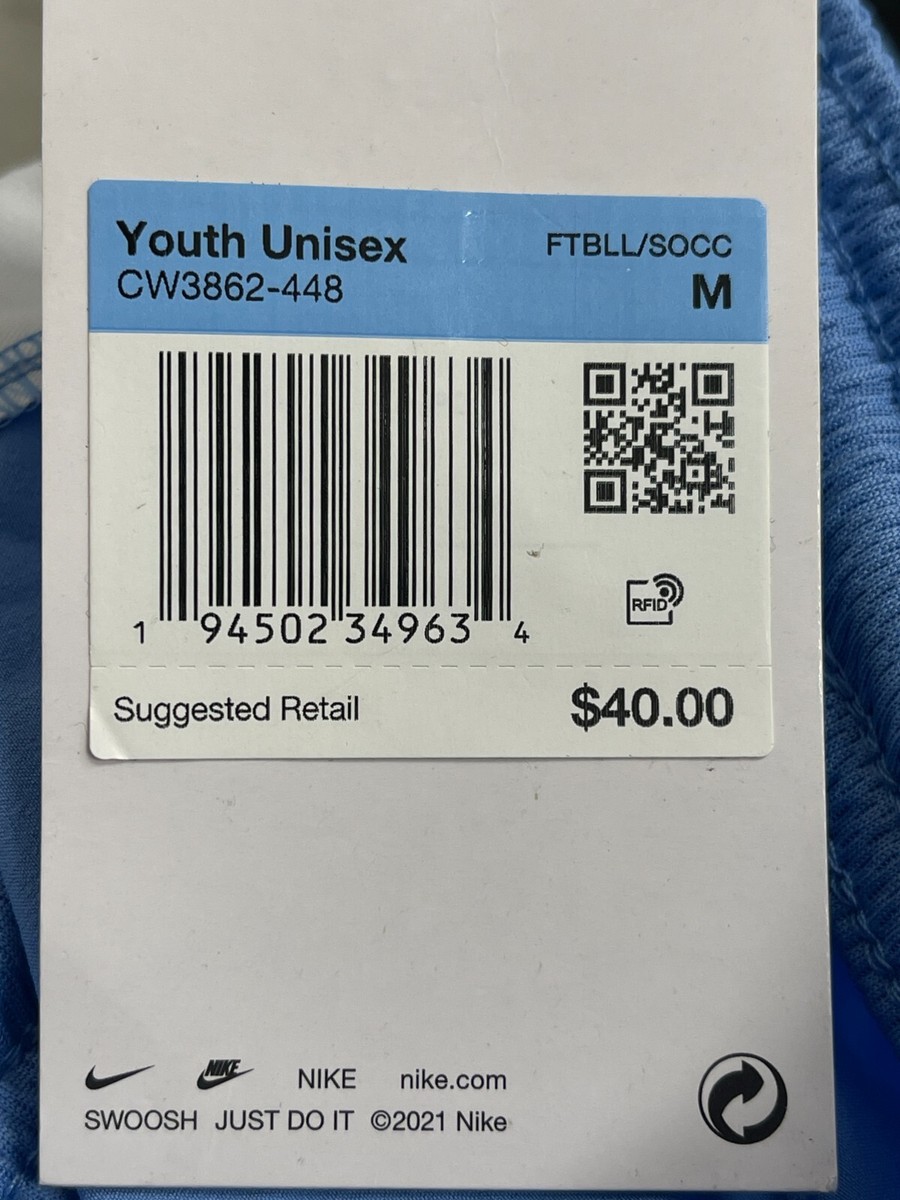 Youth Unisex FTBLL/SOCC
CW3862-448 M
1 94502 34963 4
RFID
Suggested Retail $40.00
NIKE NIKE nike.com
SWOOSH JUST DO IT ©2021 Nike